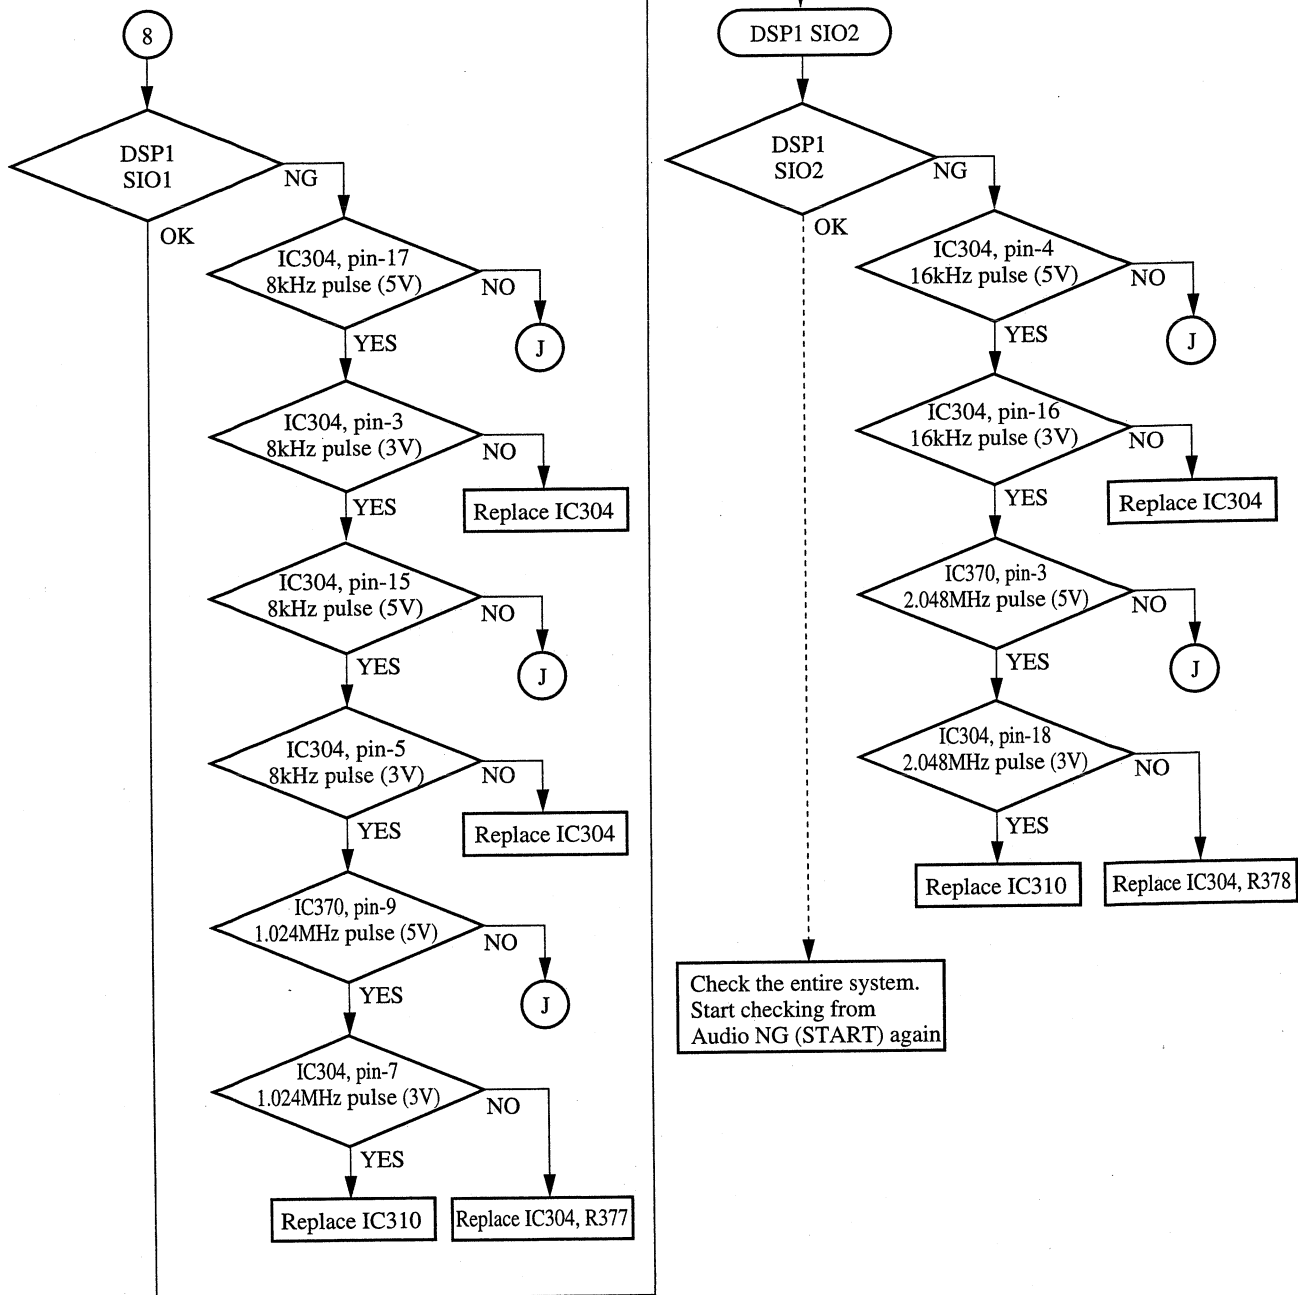 8
DSP1
SIO1
NG
OK
IC304, pin-17
8kHz pulse (5V)
NO
J
YES
IC304, pin-3
8kHz pulse (3V)
NO
Replace IC304
YES
IC304, pin-15
8kHz pulse (5V)
NO
J
YES
IC304, pin-5
8kHz pulse (3V)
NO
Replace IC304
YES
IC370, pin-9
1.024MHz pulse (5V)
NO
J
YES
IC304, pin-7
1.024MHz pulse (3V)
NO
YES
Replace IC310
Replace IC304, R377
DSP1 SIO2
DSP1
SIO2
NG
OK
IC304, pin-4
16kHz pulse (5V)
NO
J
YES
IC304, pin-16
16kHz pulse (3V)
NO
Replace IC304
YES
IC370, pin-3
2.048MHz pulse (5V)
NO
J
YES
IC304, pin-18
2.048MHz pulse (3V)
NO
YES
Replace IC310
Replace IC304, R378
Check the entire system.
Start checking from
Audio NG (START) again